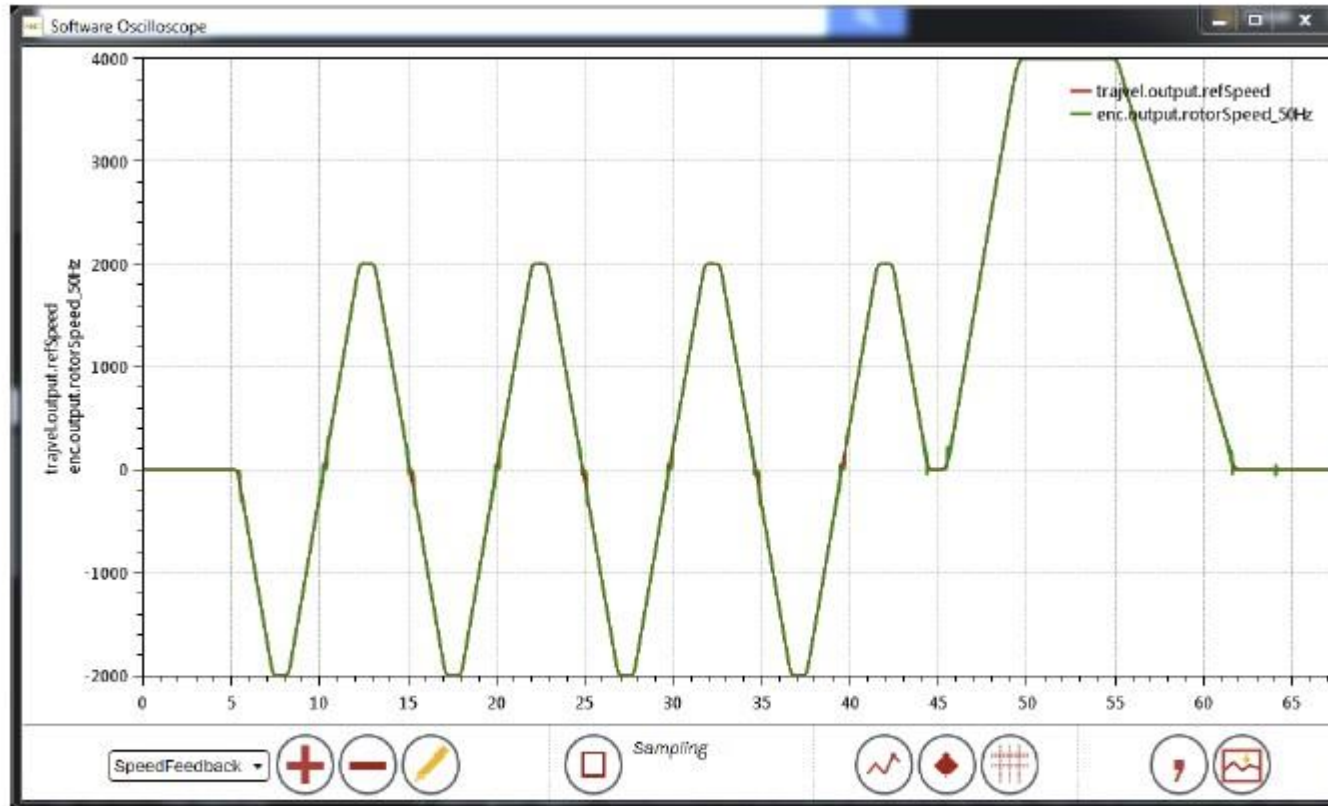 Software Oscilloscope
4000
3000
2000
1000
0
-1000
-2000
trajvel.output.refSpeed
enc.output.rotorSpeed_50Hz
trajvel.output.refSpeed
enc.output.rotorSpeed_50Hz
0 5 10 15 20 25 30 35 40 45 50 55 60 65
SpeedFeedback
Sampling